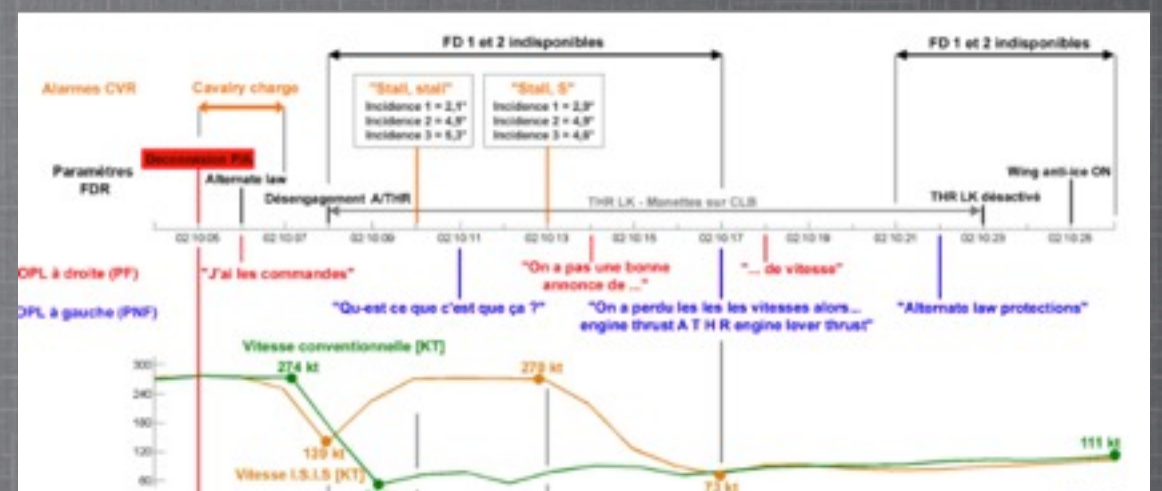 FD 1 et 2 indisponibles
FD 1 et 2 indisponibles
Alarmes CVR
Cavalry charge
"Stall, stall"
Incidence 1 = 2,1°
Incidence 2 = 4,9°
Incidence 3 = 5,3°
"Stall, S"
Incidence 1 = 2,9°
Incidence 2 = 4,9°
Incidence 3 = 4,6°
Déconnexion P/A
Paramètres
FDR
Alternate law
Désengagement A/THR
THR LK - Manettes sur CLB
Wing anti-ice ON
THR LK désactivé
02:10:05
02:10:07
02:10:09
02:10:11
02:10:13
02:10:15
02:10:17
02:10:19
02:10:21
02:10:23
02:10:25
OPL à droite (PF)
"J'ai les commandes"
"On a pas une bonne
annonce de ..."
"... de vitesse"
OPL à gauche (PNF)
"Qu-est ce que c'est que ça ?"
"On a perdu les les les vitesses alors...
engine thrust A T H R engine lever thrust"
"Alternate law protections"
Vitesse conventionnelle [KT]
300
240
180
120
60
274 kt
139 kt
270 kt
73 kt
111 kt
Vitesse I.S.I.S [KT]